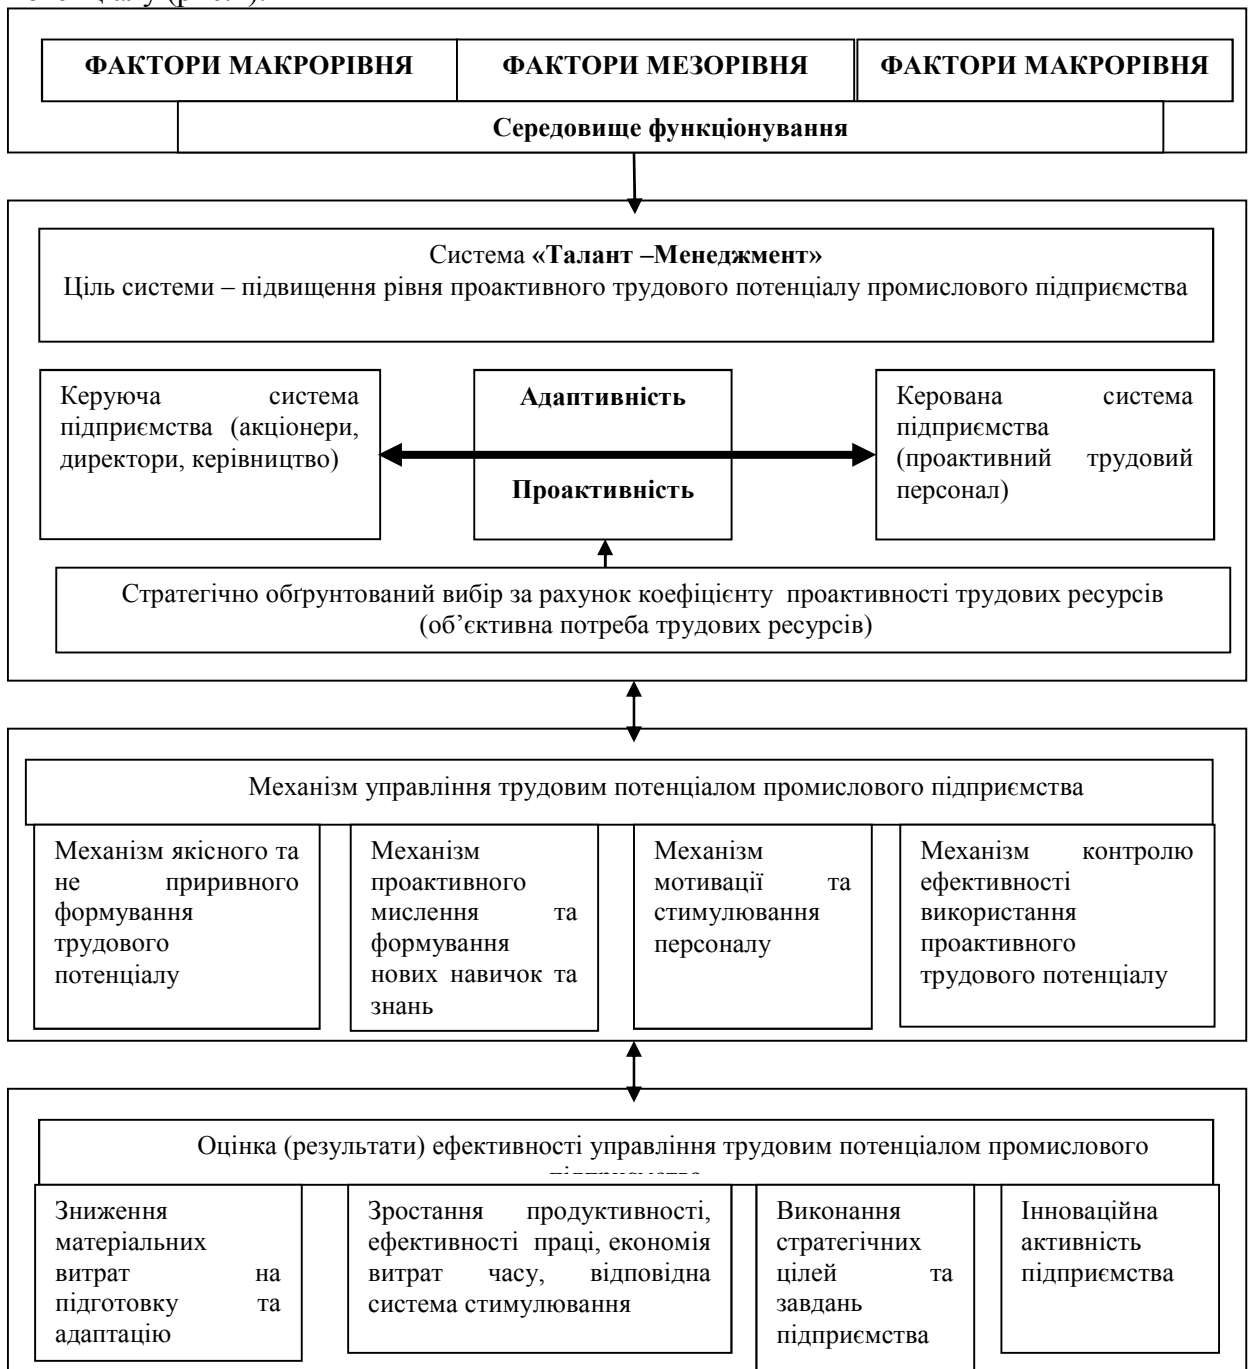 ФАКТОРИ МАКРОРІВНЯ
ФАКТОРИ МЕЗОРІВНЯ
ФАКТОРИ МАКРОРІВНЯ
Середовище функціонування
Система «Талант –Менеджмент»
Ціль системи – підвищення рівня проактивного трудового потенціалу промислового підприємства
Керуюча система
підприємства (акціонери,
директори, керівництво)
Адаптивність
Проактивність
Керована система
підприємства
(проактивний трудовий
персонал)
Стратегічно обґрунтований вибір за рахунок коефіцієнту проактивності трудових ресурсів
(об’єктивна потреба трудових ресурсів)
Механізм управління трудовим потенціалом промислового підприємства
Механізм якісного та
не приривного
формування
трудового
потенціалу
Механізм
проактивного
мислення та
формування
нових навичок та
знань
Механізм
мотивації та
стимулювання
персоналу
Механізм контролю
ефективності
використання
проактивного
трудового потенціалу
Оцінка (результати) ефективності управління трудовим потенціалом промислового
Зниження
матеріальних
витрат на
підготовку та
адаптацію
Зростання продуктивності,
ефективності праці, економія
витрат часу, відповідна
система стимулювання
Виконання
стратегічних
цілей та
завдань
підприємства
Інноваційна
активність
підприємства